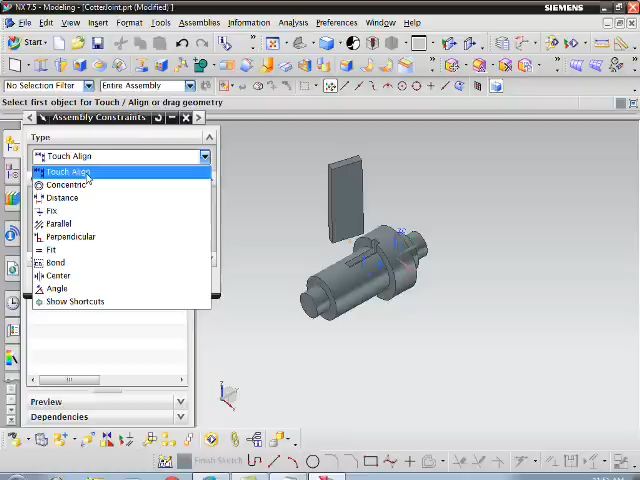 NX 7.5 - Modeling - [CotterJoint.prt (Modified) ]
SIEMENS
File Edit View Insert Format Tools Assemblies Information Analysis Preferences Window Help
Start
No Selection Filter Entire Assembly
Select first object for Touch / Align or drag geometry
Assembly Constraints
Type
Touch Align
Touch Align
Concentric
Distance
Fix
Parallel
Perpendicular
Fit
Bond
Center
Angle
Show Shortcuts
Preview
Dependencies
Finish Sketch